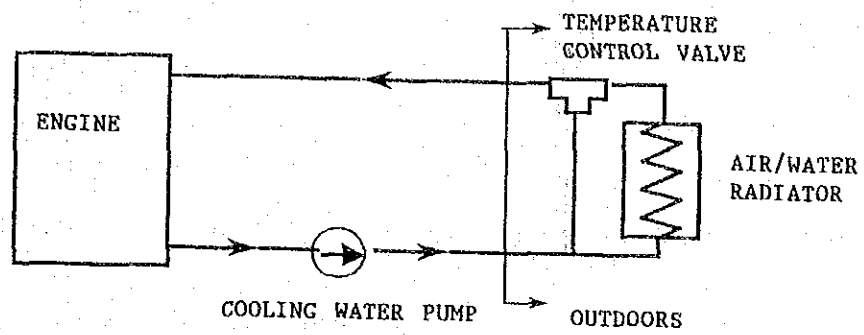 TEMPERATURE
CONTROL VALVE
ENGINE
AIR/WATER
RADIATOR
COOLING WATER PUMP
OUTDOORS